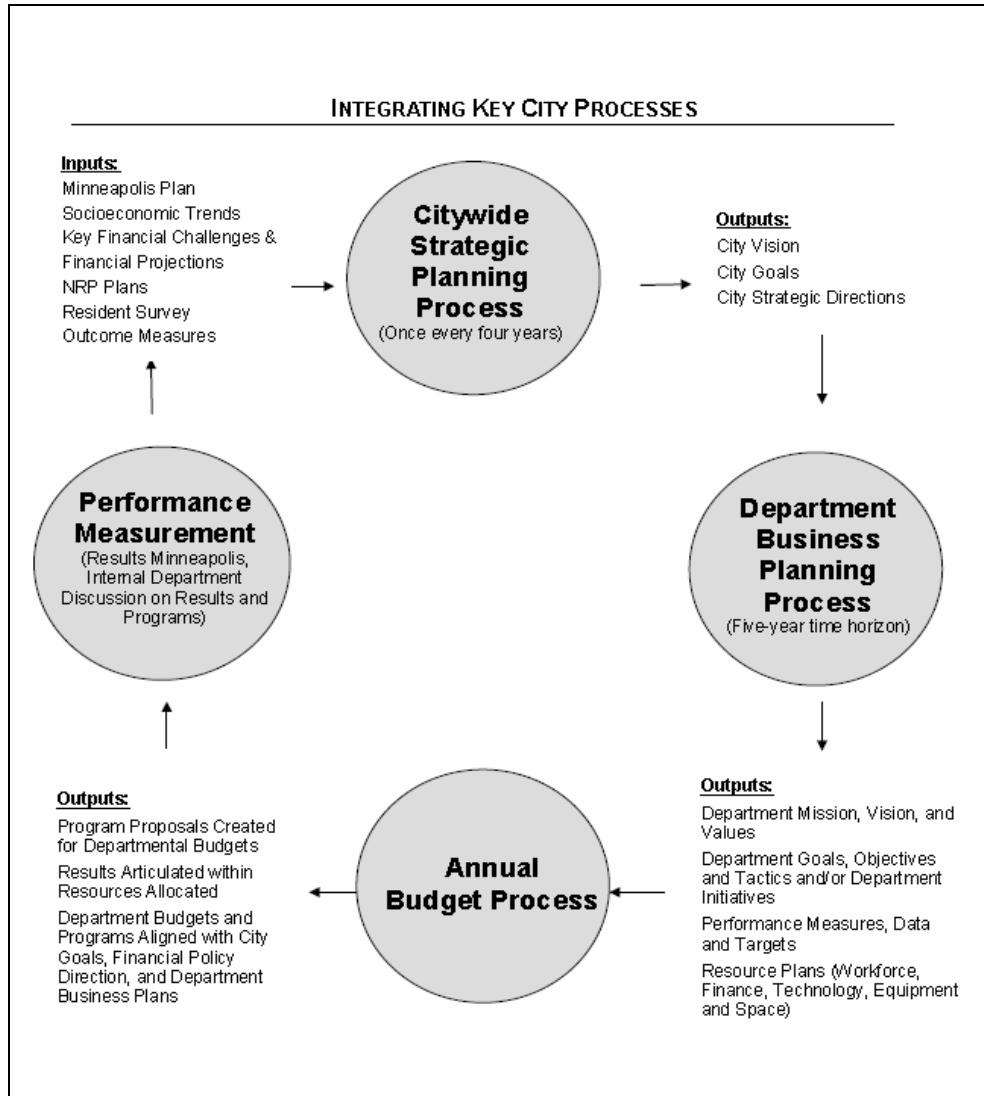 INTEGRATING KEY CITY PROCESSES
Inputs:
Minneapolis Plan
Socioeconomic Trends
Key Financial Challenges &
Financial Projections
NRP Plans
Resident Survey
Outcome Measures
Citywide
Strategic
Planning
Process
(Once every four years)
Outputs:
City Vision
City Goals
City Strategic Directions
Performance
Measurement
(Results Minneapolis,
Internal Department
Discussion on Results and
Programs)
Department
Business
Planning
Process
(Five-year time horizon)
Outputs:
Program Proposals Created
for Departmental Budgets
Results Articulated within
Resources Allocated
Department Budgets and
Programs Aligned with City
Goals, Financial Policy
Direction, and Department
Business Plans
Annual
Budget Process
Outputs:
Department Mission, Vision, and
Values
Department Goals, Objectives
and Tactics and/or Department
Initiatives
Performance Measures, Data
and Targets
Resource Plans (Workforce,
Finance, Technology, Equipment
and Space)